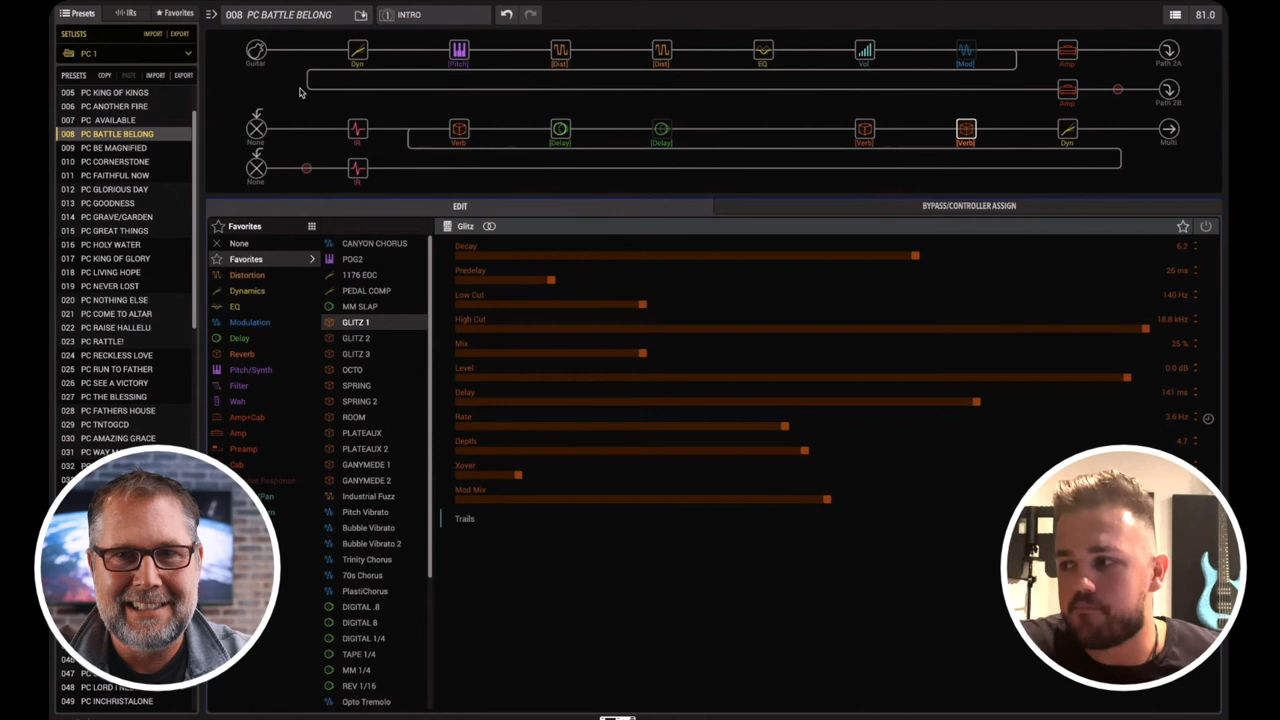 Presets IRs Favorites
008 PC BATTLE BELONG 1 INTRO 81.0
SETLISTS IMPORT EXPORT
PC 1
PRESETS COPY PASTE IMPORT EXPORT
005 PC KING OF KINGS
006 PC ANOTHER FIRE
007 PC AVAILABLE
008 PC BATTLE BELONG
009 PC BE MAGNIFIED
010 PC CORNERSTONE
011 PC FAITHFUL NOW
012 PC GLORIOUS DAY
013 PC GOODNESS
014 PC GRAVE/GARDEN
015 PC GREAT THINGS
016 PC HOLY WATER
017 PC KING OF GLORY
018 PC LIVING HOPE
019 PC NEVER LOST
020 PC NOTHING ELSE
021 PC COME TO ALTAR
022 PC RAISE HALLELU
023 PC RATTLE!
024 PC RECKLESS LOVE
025 PC RUN TO FATHER
026 PC SEE A VICTORY
027 PC THE BLESSING
028 PC FATHERS HOUSE
029 PC TNTOGCD
030 PC AMAZING GRACE
031 PC WAY
032
047
048 PC LORD I
049 PC INCHRISTALONE
Guitar Dyn [Pitch] [Dist] [Dist] EQ Vol [Mod] Amp Path 2A
Amp Path 2B
None IR Verb [Delay] [Delay] [Verb] [Verb] Dyn Multi
None IR
EDIT BYPASS/CONTROLLER ASSIGN
Favorites
None
Favorites
Distortion
Dynamics
EQ
Modulation
Delay
Reverb
Pitch/Synth
Filter
Wah
Amp+Cab
Amp
Preamp
Cab
Response
/Pan
CANYON CHORUS
POG2
1176 EOC
PEDAL COMP
MM SLAP
GLITZ 1
GLITZ 2
GLITZ 3
OCTO
SPRING
SPRING 2
ROOM
PLATEAUX
PLATEAUX 2
GANYMEDE 1
GANYMEDE 2
Industrial Fuzz
Pitch Vibrato
Bubble Vibrato
Bubble Vibrato 2
Trinity Chorus
70s Chorus
PlastiChorus
DIGITAL .8
DIGITAL 8
DIGITAL 1/4
TAPE 1/4
MM 1/4
REV 1/16
Opto Tremolo
Glitz
Decay 6.2
Predelay 26 ms
Low Cut 140 Hz
High Cut 18.8 kHz
Mix 25 %
Level 0.0 dB
Delay 141 ms
Rate 3.6 Hz
Depth 4.7
Xover
Mod Mix
Trails